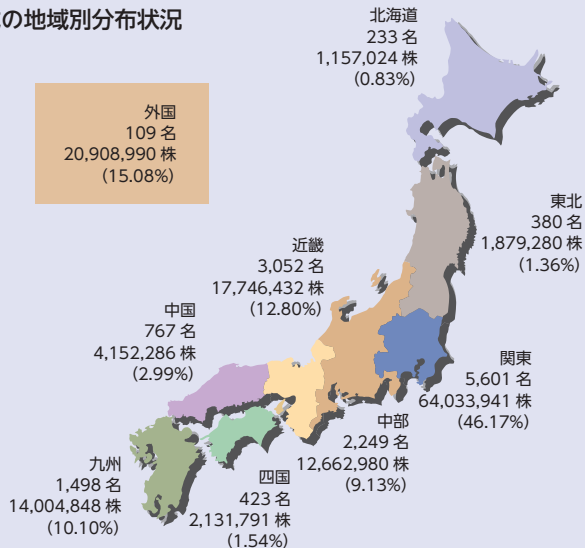 の地域別分布状況
北海道
233 名
1,157,024 株
(0.83%)
外国
109 名
20,908,990 株
(15.08%)
東北
380 名
1,879,280 株
(1.36%)
近畿
3,052 名
17,746,432 株
(12.80%)
中国
767 名
4,152,286 株
(2.99%)
関東
5,601 名
64,033,941 株
(46.17%)
中部
2,249 名
12,662,980 株
(9.13%)
九州
1,498 名
14,004,848 株
(10.10%)
四国
423 名
2,131,791 株
(1.54%)